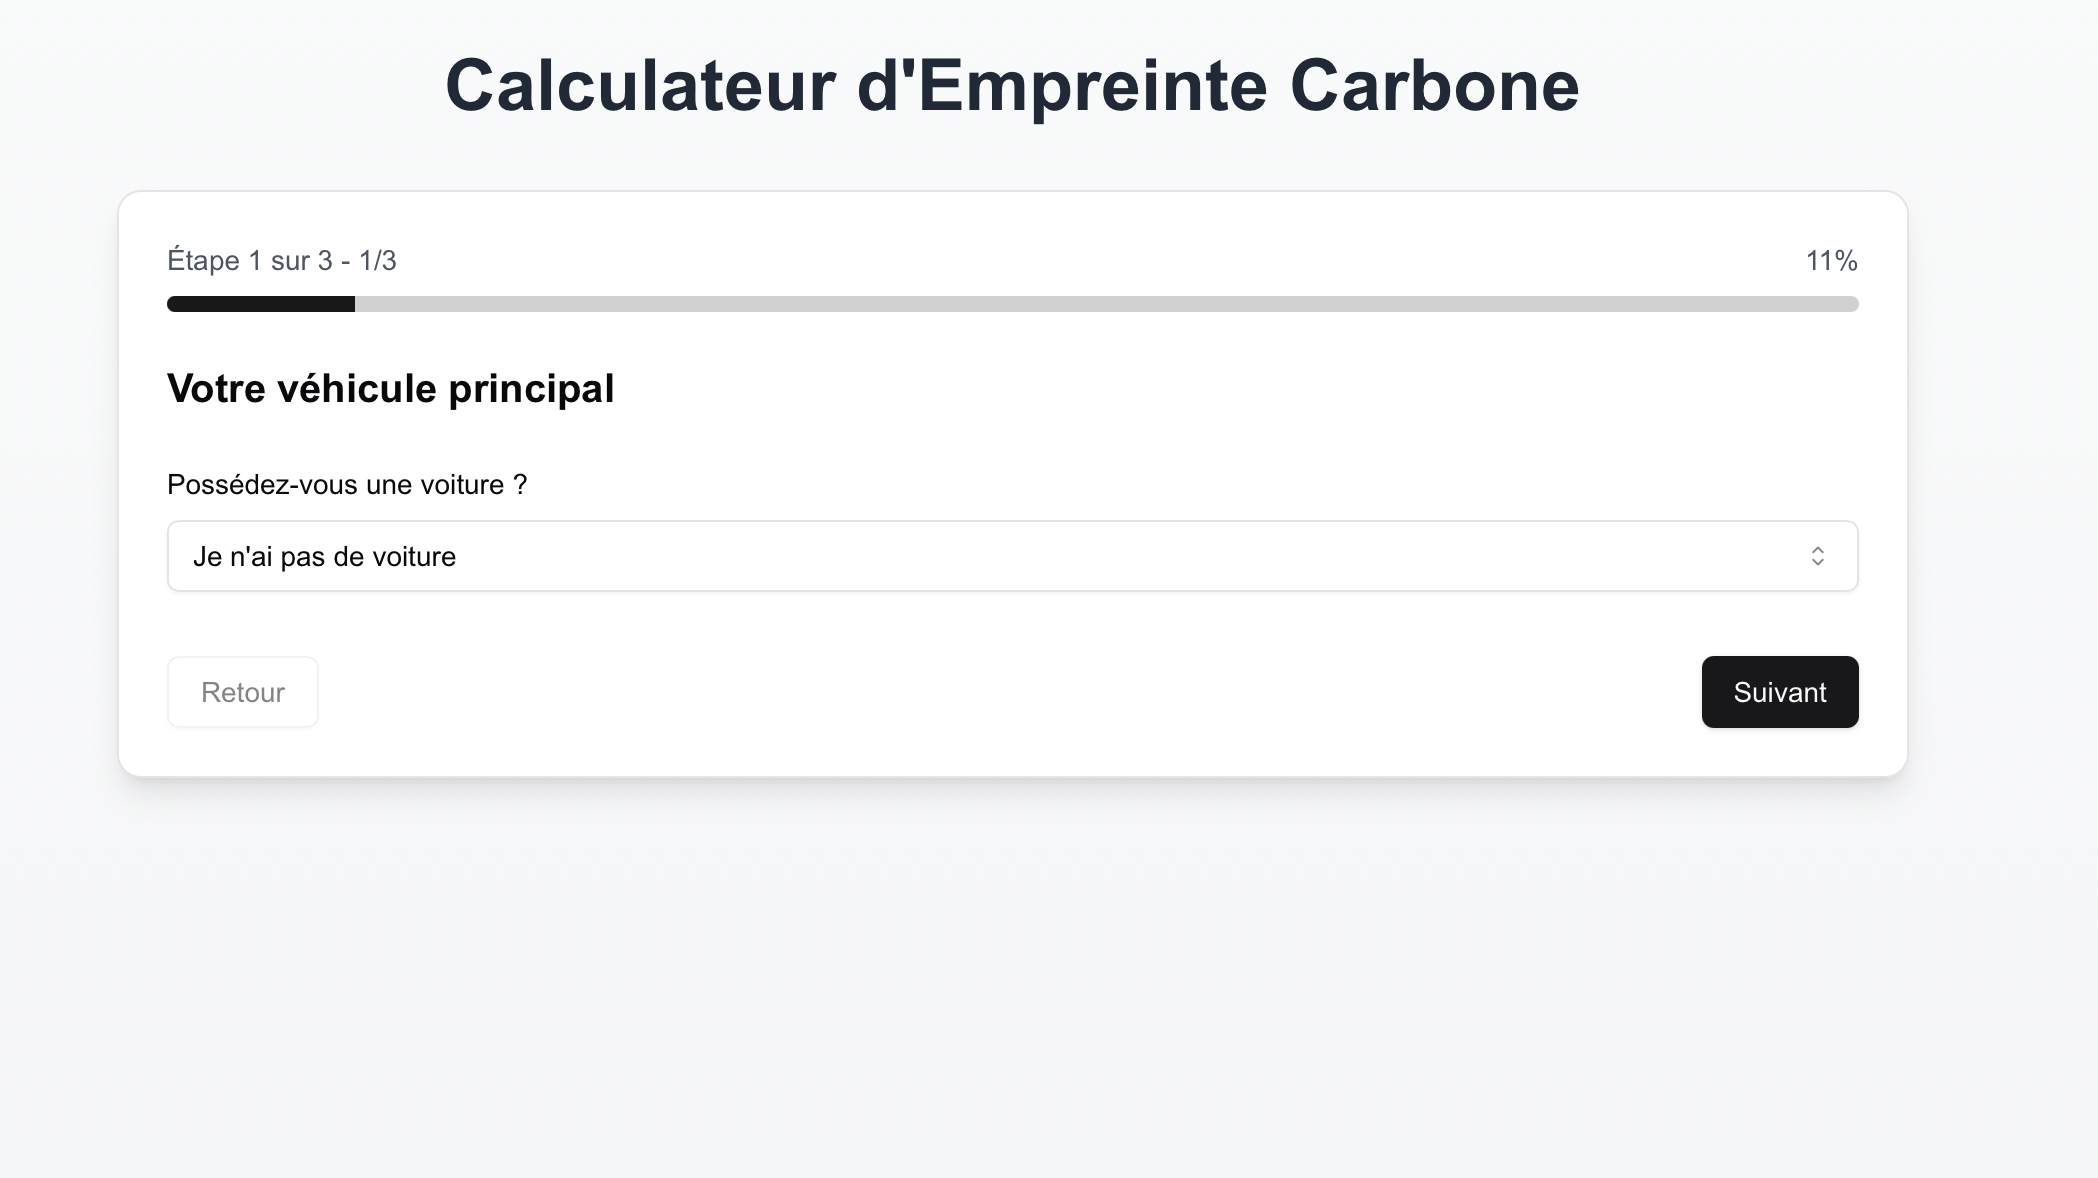 Calculateur d'Empreinte Carbone
Étape 1 sur 3 - 1/3
11%
Votre véhicule principal
Possédez-vous une voiture ?
Je n'ai pas de voiture
Retour
Suivant